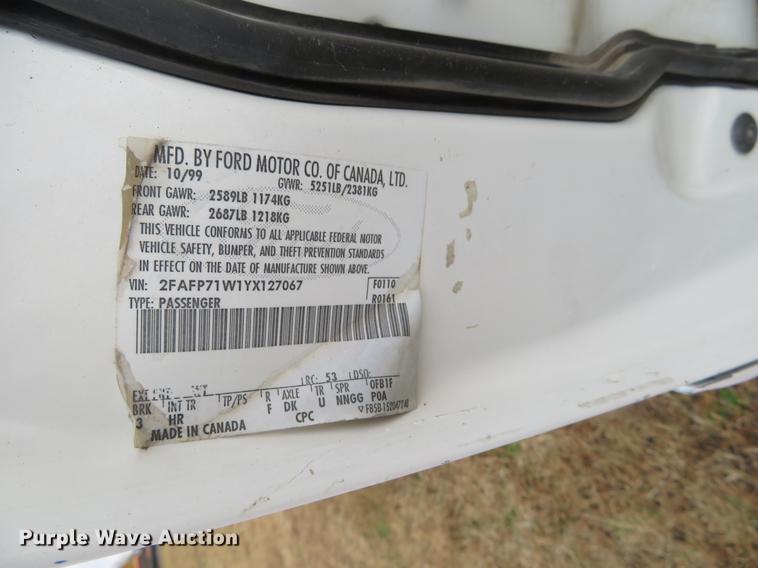 MFD. BY FORD MOTOR CO. OF CANADA, LTD.
DATE: 10/99 GVWR: 5251LB/2381KG
FRONT GAWR: 2589LB 1174KG
REAR GAWR: 2687LB 1218KG
THIS VEHICLE CONFORMS TO ALL APPLICABLE FEDERAL MOTOR
VEHICLE SAFETY, BUMPER, AND THEFT PREVENTION STANDARDS
IN EFFECT ON THE DATE OF MANUFACTURE SHOWN ABOVE.
VIN: 2FAFP71W1YX127067 F0110
TYPE: PASSENGER R0161
53 DSO:
BRK INT TR TP/PS R AXLE TR SPR 0FB1F
3 HR F DK U NNGG P0A
MADE IN CANADA CPC
Purple Wave Auction